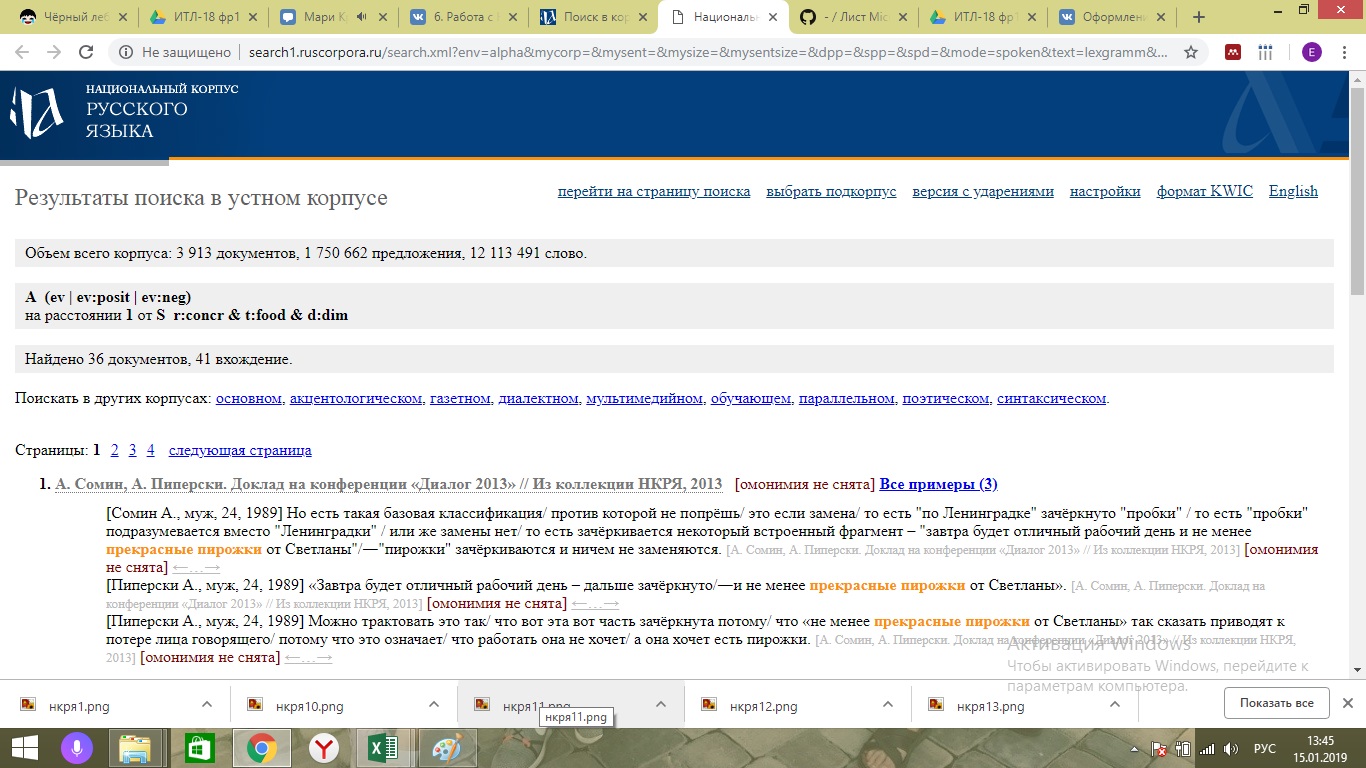 Чёрный леб
ИТЛ-18 фр1
Мари К
6. Работа с
Поиск в кор
Националь
- / Лист Mic
ИТЛ-18 фр
Оформлен
Не защищено
search1.ruscorpora.ru/search.xml?env=alpha&mycorp=&mysent=&mysize=&mysentsize=&dpp=&spp=&spd=&mode=spoken&text=lexgramm&...
E
НАЦИОНАЛЬНЫЙ КОРПУС
РУССКОГО
ЯЗЫКА
Результаты поиска в устном корпусе
перейти на страницу поиска выбрать подкорпус версия с ударениями настройки формат KWIC English
Объем всего корпуса: 3 913 документов, 1 750 662 предложения, 12 113 491 слово.
A (ev | ev:posit | ev:neg)
на расстоянии 1 от S r:concr & t:food & d:dim
Найдено 36 документов, 41 вхождение.
Поискать в других корпусах: основном, акцентологическом, газетном, диалектном, мультимедийном, обучающем, параллельном, поэтическом, синтаксическом.
Страницы: 1 2 3 4 следующая страница
1. А. Сомин, А. Пиперски. Доклад на конференции «Диалог 2013» // Из коллекции НКРЯ, 2013 [омонимия не снята] Все примеры (3)
[Сомин А., муж, 24, 1989] Но есть такая базовая классификация/ против которой не попрёшь/ это если замена/ то есть "по Ленинградке" зачёркнуто "пробки" / то есть "пробки"
подразумевается вместо "Ленинградки" / или же замены нет/ то есть зачёркивается некоторый встроенный фрагмент – "завтра будет отличный рабочий день и не менее
прекрасные пирожки от Светланы"/―"пирожки" зачёркиваются и ничем не заменяются. [А. Сомин, А. Пиперски. Доклад на конференции «Диалог 2013» // Из коллекции НКРЯ, 2013] [омонимия
не снята] ←…→
[Пиперски А., муж, 24, 1989] «Завтра будет отличный рабочий день – дальше зачёркнуто/―и не менее прекрасные пирожки от Светланы». [А. Сомин, А. Пиперски. Доклад на
конференции «Диалог 2013» // Из коллекции НКРЯ, 2013] [омонимия не снята] ←…→
[Пиперски А., муж, 24, 1989] Можно трактовать это так/ что вот эта вот часть зачёркнута потому/ что «не менее прекрасные пирожки от Светланы» так сказать приводят к
потере лица говорящего/ потому что это означает/ что работать она не хочет/ а она хочет есть пирожки. [А. Сомин, А. Пиперски. Доклад на конференции «Диалог 2013» // Из коллекции НКРЯ,
2013] [омонимия не снята] ←…→
Активация Windows
Чтобы активировать Windows, перейдите к
параметрам компьютера.
нкря1.png
нкря10.png
нкря11.png
нкря12.png
нкря13.png
Показать все
нкря11.png
РУС
13:45
15.01.2019